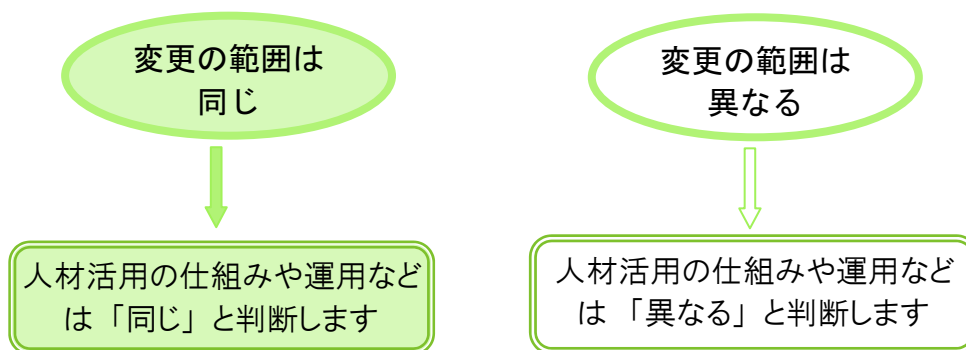 変更の範囲は
同じ
変更の範囲は
異なる
人材活用の仕組みや運用など
は「同じ」と判断します
人材活用の仕組みや運用など
は 「異なる」と判断します